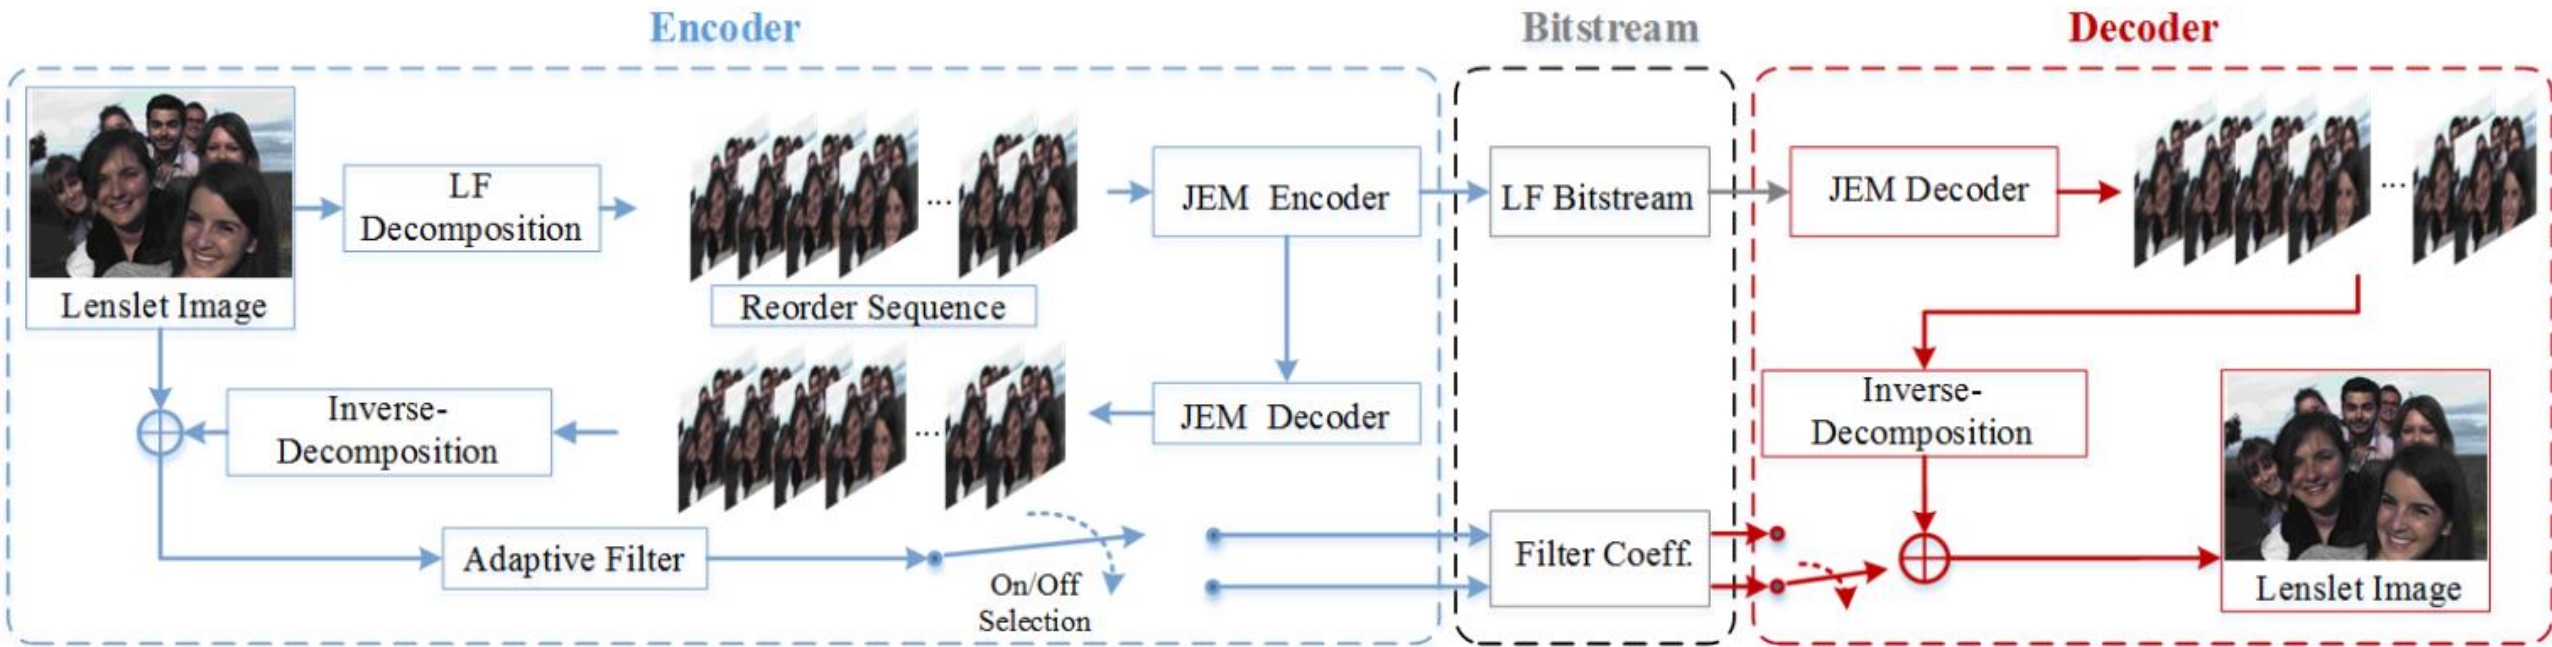 Encoder
Bitstream
Decoder
Lenslet Image
LF
Decomposition
...
Reorder Sequence
JEM Encoder
LF Bitstream
JEM Decoder
...
Inverse-
Decomposition
...
JEM Decoder
Inverse-
Decomposition
Adaptive Filter
On/Off
Selection
Filter Coeff.
Lenslet Image